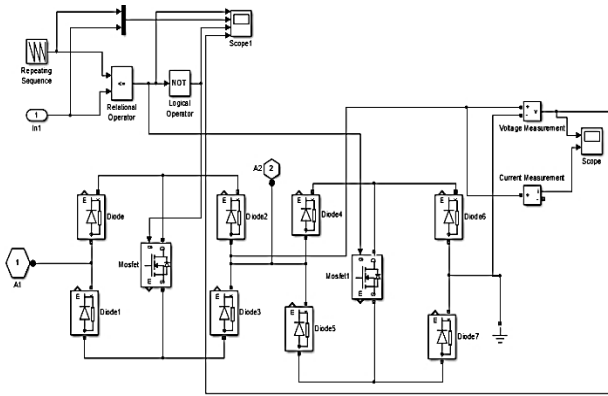 Scope1
Repeating
Sequence
<=
Relational
Operator
NOT
Logical
Operator
1
In1
A2
2
+
-
v
Voltage Measurement
Scope
Current Measurement
+
-
i
E
Diode
E
Diode2
E
Diode4
E
Diode6
1
A1
Mosfet
E
Mosfet1
E
E
Diode1
E
Diode3
E
Diode5
E
Diode7